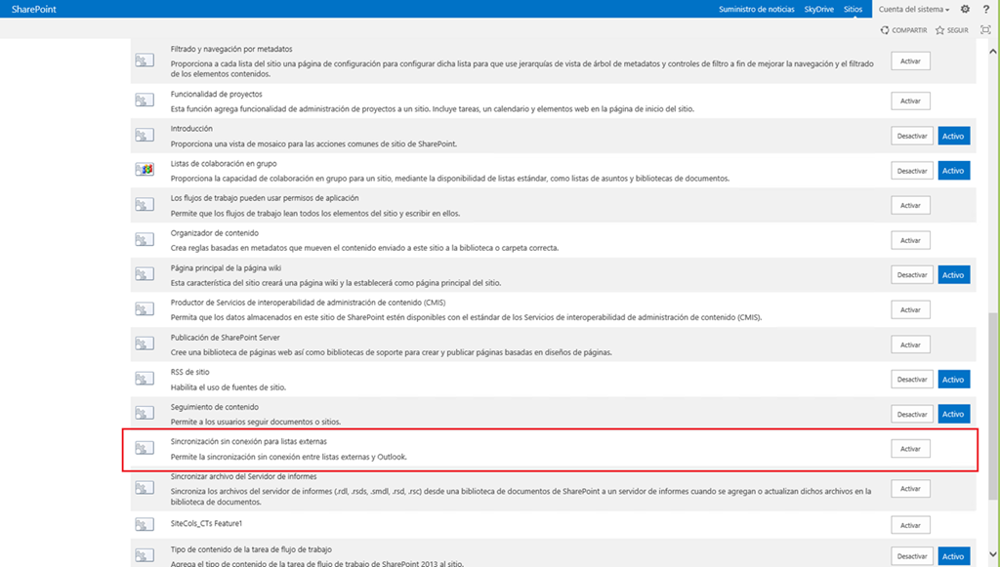 SharePoint
Suministro de noticias SkyDrive Sitios Cuenta del sistema ?
COMPARTIR SEGUIR
Filtrado y navegación por metadatos
Proporciona a cada lista del sitio una página de configuración para configurar dicha lista para que use jerarquías de vista de árbol de metadatos y controles de filtro a fin de mejorar la navegación y el filtrado
de los elementos contenidos.
Activar
Funcionalidad de proyectos
Esta función agrega funcionalidad de administración de proyectos a un sitio. Incluye tareas, un calendario y elementos web en la página de inicio del sitio.
Activar
Introducción
Proporciona una vista de mosaico para las acciones comunes de sitio de SharePoint.
Desactivar Activo
Listas de colaboración en grupo
Proporciona la capacidad de colaboración en grupo para un sitio, mediante la disponibilidad de listas estándar, como listas de asuntos y bibliotecas de documentos.
Desactivar Activo
Los flujos de trabajo pueden usar permisos de aplicación
Permite que los flujos de trabajo lean todos los elementos del sitio y escribir en ellos.
Activar
Organizador de contenido
Crea reglas basadas en metadatos que mueven el contenido enviado a este sitio a la biblioteca o carpeta correcta.
Activar
Página principal de la página wiki
Esta característica del sitio creará una página wiki y la establecerá como página principal del sitio.
Desactivar Activo
Productor de Servicios de interoperabilidad de administración de contenido (CMIS)
Permita que los datos almacenados en este sitio de SharePoint estén disponibles con el estándar de los Servicios de interoperabilidad de administración de contenido (CMIS).
Activar
Publicación de SharePoint Server
Cree una biblioteca de páginas web así como bibliotecas de soporte para crear y publicar páginas basadas en diseños de páginas.
Activar
RSS de sitio
Habilita el uso de fuentes de sitio.
Desactivar Activo
Seguimiento de contenido
Permite a los usuarios seguir documentos o sitios.
Desactivar Activo
Sincronización sin conexión para listas externas
Permite la sincronización sin conexión entre listas externas y Outlook.
Activar
Sincronizar archivo del Servidor de informes
Sincroniza los archivos del servidor de informes (.rdl, .rsds, .smdl, .rsd, .rsc) desde una biblioteca de documentos de SharePoint a un servidor de informes cuando se agregan o actualizan dichos archivos en la
biblioteca de documentos.
Activar
SiteCols_CTs Feature1
Activar
Tipo de contenido de la tarea de flujo de trabajo
Agrega el tipo de contenido de la tarea de flujo de trabajo de SharePoint 2013 al sitio.
Desactivar Activo